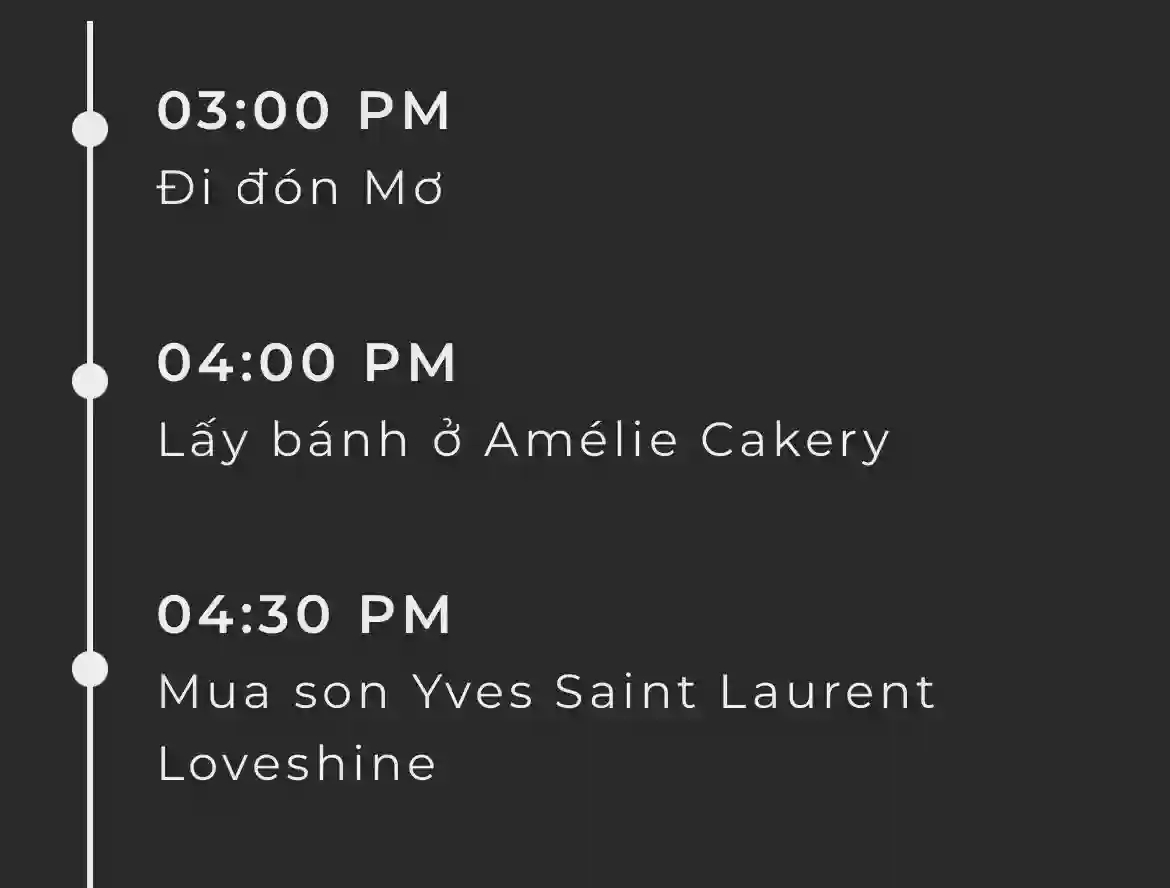 03:00 PM
Đi đón Mơ
04:00 PM
Lấy bánh ở Amélie Cakery
04:30 PM
Mua son Yves Saint Laurent
Loveshine